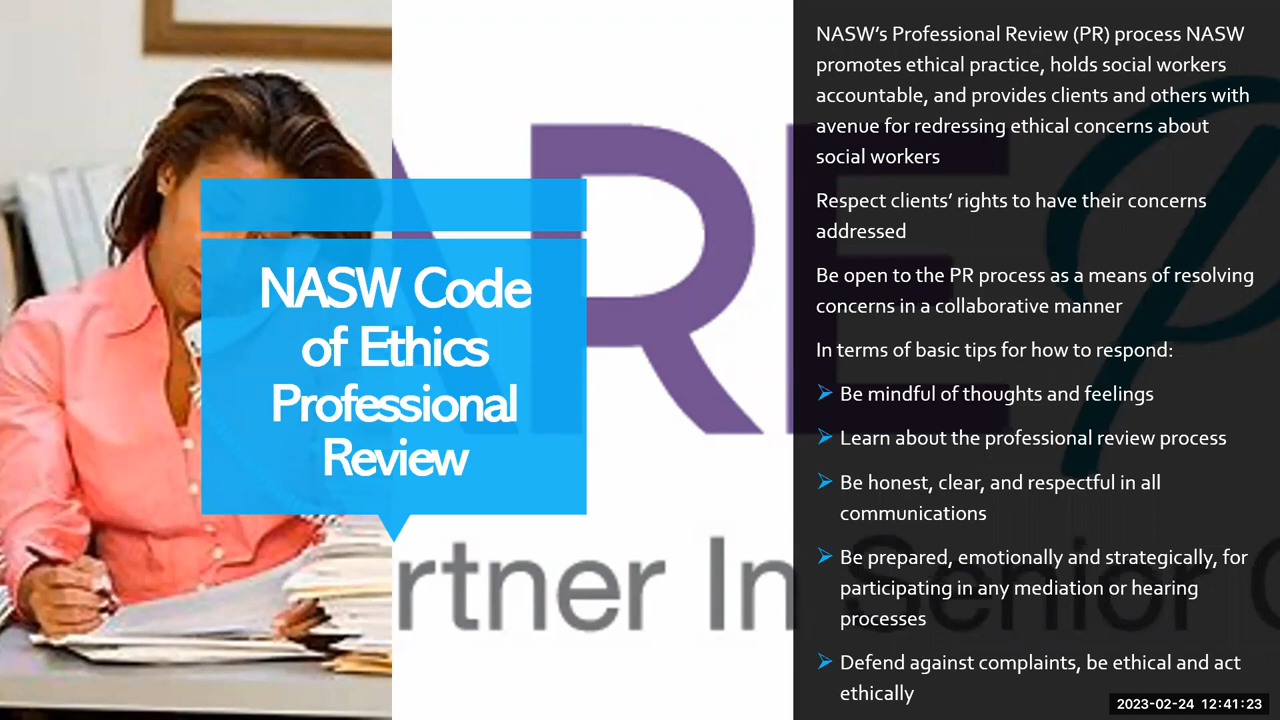 NASW Code
of Ethics
Professional
Review
NASW’s Professional Review (PR) process NASW
promotes ethical practice, holds social workers
accountable, and provides clients and others with
avenue for redressing ethical concerns about
social workers
Respect clients’ rights to have their concerns
addressed
Be open to the PR process as a means of resolving
concerns in a collaborative manner
In terms of basic tips for how to respond:
Be mindful of thoughts and feelings
Learn about the professional review process
Be honest, clear, and respectful in all
communications
Be prepared, emotionally and strategically, for
participating in any mediation or hearing
processes
Defend against complaints, be ethical and act
ethically
ARE
rtner In Senior C
2023-02-24 12:41:23